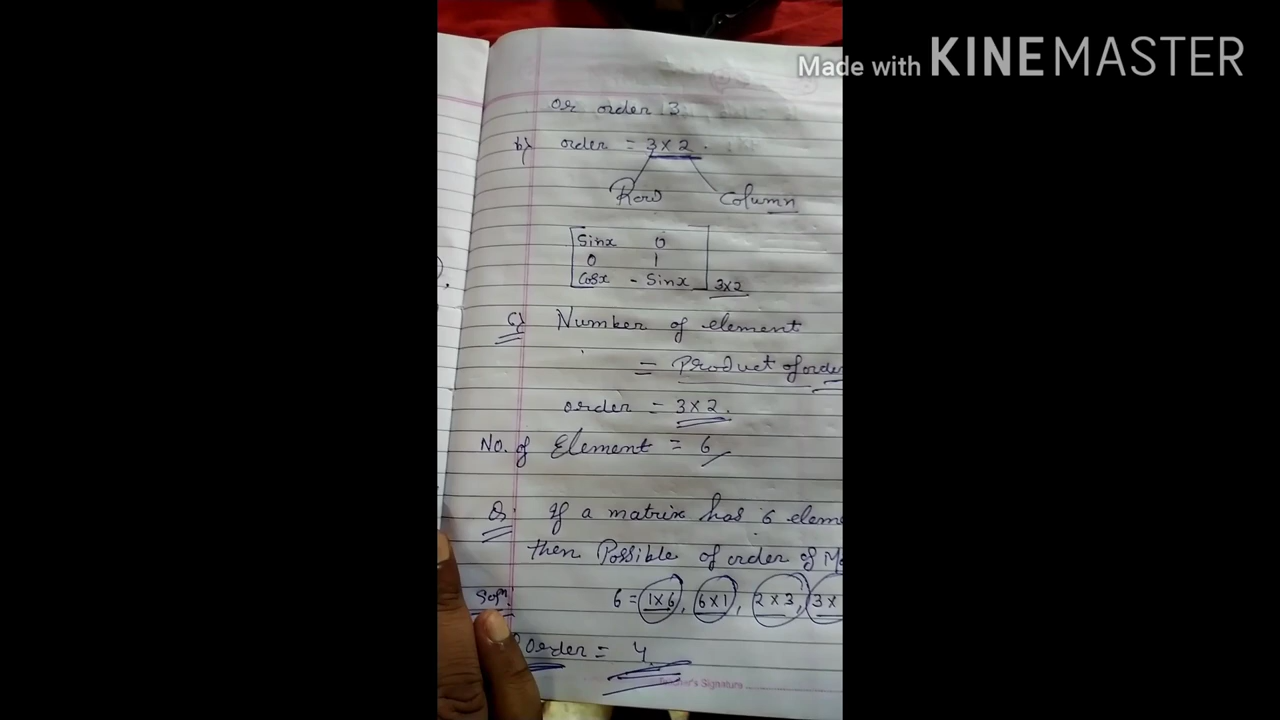 Made with KINEMASTER
or order 3
b) order = 3 × 2 .
Row Column
Sinx 0
0 1
Cosx - Sinx 3×2
C) Number of element
= Product of order
order = 3 × 2 .
No. of Element = 6
Q. If a matrix has 6 eleme
then Possible of order of M
Soln. 6 = 1×6, 6×1, 2×3, 3×
order = 4
's Signature